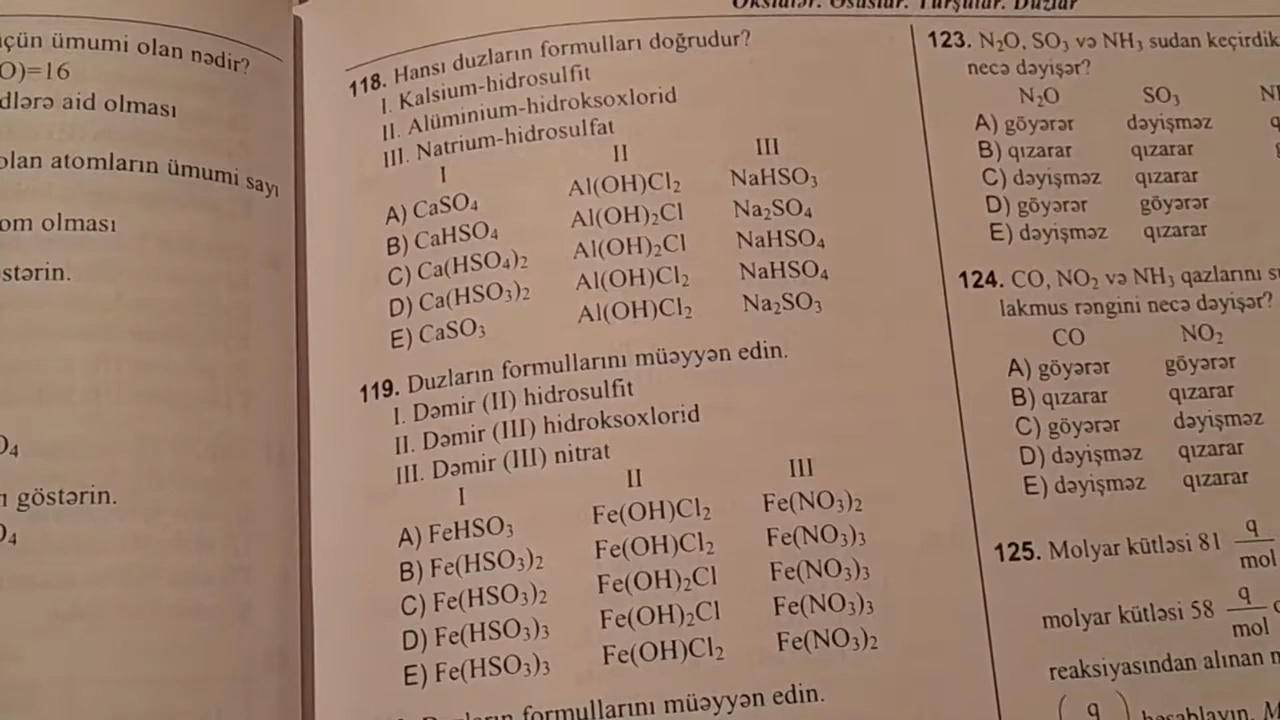 Oksidlər. Əsaslar. Turşular. Duzlar
üçün ümumi olan nədir?
O)=16
dlərə aid olması
olan atomların ümumi sayı
om olması
stərin.
O₄
göstərin.
O₄
118. Hansı duzların formulları doğrudur?
I. Kalsium-hidrosulfit
II. Alüminium-hidroksoxlorid
III. Natrium-hidrosulfat
I II III
A) CaSO₄ Al(OH)Cl₂ NaHSO₃
B) CaHSO₄ Al(OH)₂Cl Na₂SO₄
C) Ca(HSO₄)₂ Al(OH)₂Cl NaHSO₄
D) Ca(HSO₃)₂ Al(OH)Cl₂ NaHSO₄
E) CaSO₃ Al(OH)Cl₂ Na₂SO₃
119. Duzların formullarını müəyyən edin.
I. Dəmir (II) hidrosulfit
II. Dəmir (III) hidroksoxlorid
III. Dəmir (III) nitrat
I II III
A) FeHSO₃ Fe(OH)Cl₂ Fe(NO₃)₂
B) Fe(HSO₃)₂ Fe(OH)Cl₂ Fe(NO₃)₃
C) Fe(HSO₃)₂ Fe(OH)₂Cl Fe(NO₃)₃
D) Fe(HSO₃)₃ Fe(OH)₂Cl Fe(NO₃)₃
E) Fe(HSO₃)₃ Fe(OH)Cl₂ Fe(NO₃)₂
formullarını müəyyən edin.
123. N₂O, SO₃ və NH₃ sudan keçirdik
necə dəyişər?
N₂O SO₃
A) göyərər dəyişməz
B) qızarar qızarar
C) dəyişməz qızarar
D) göyərər göyərər
E) dəyişməz qızarar
124. CO, NO₂ və NH₃ qazlarını
lakmus rəngini necə dəyişər?
CO NO₂
A) göyərər göyərər
B) qızarar qızarar
C) göyərər dəyişməz
D) dəyişməz qızarar
E) dəyişməz qızarar
125. Molyar kütləsi 81 q/mol
molyar kütləsi 58 q/mol
reaksiyasından alınan
(q) hesablayın.